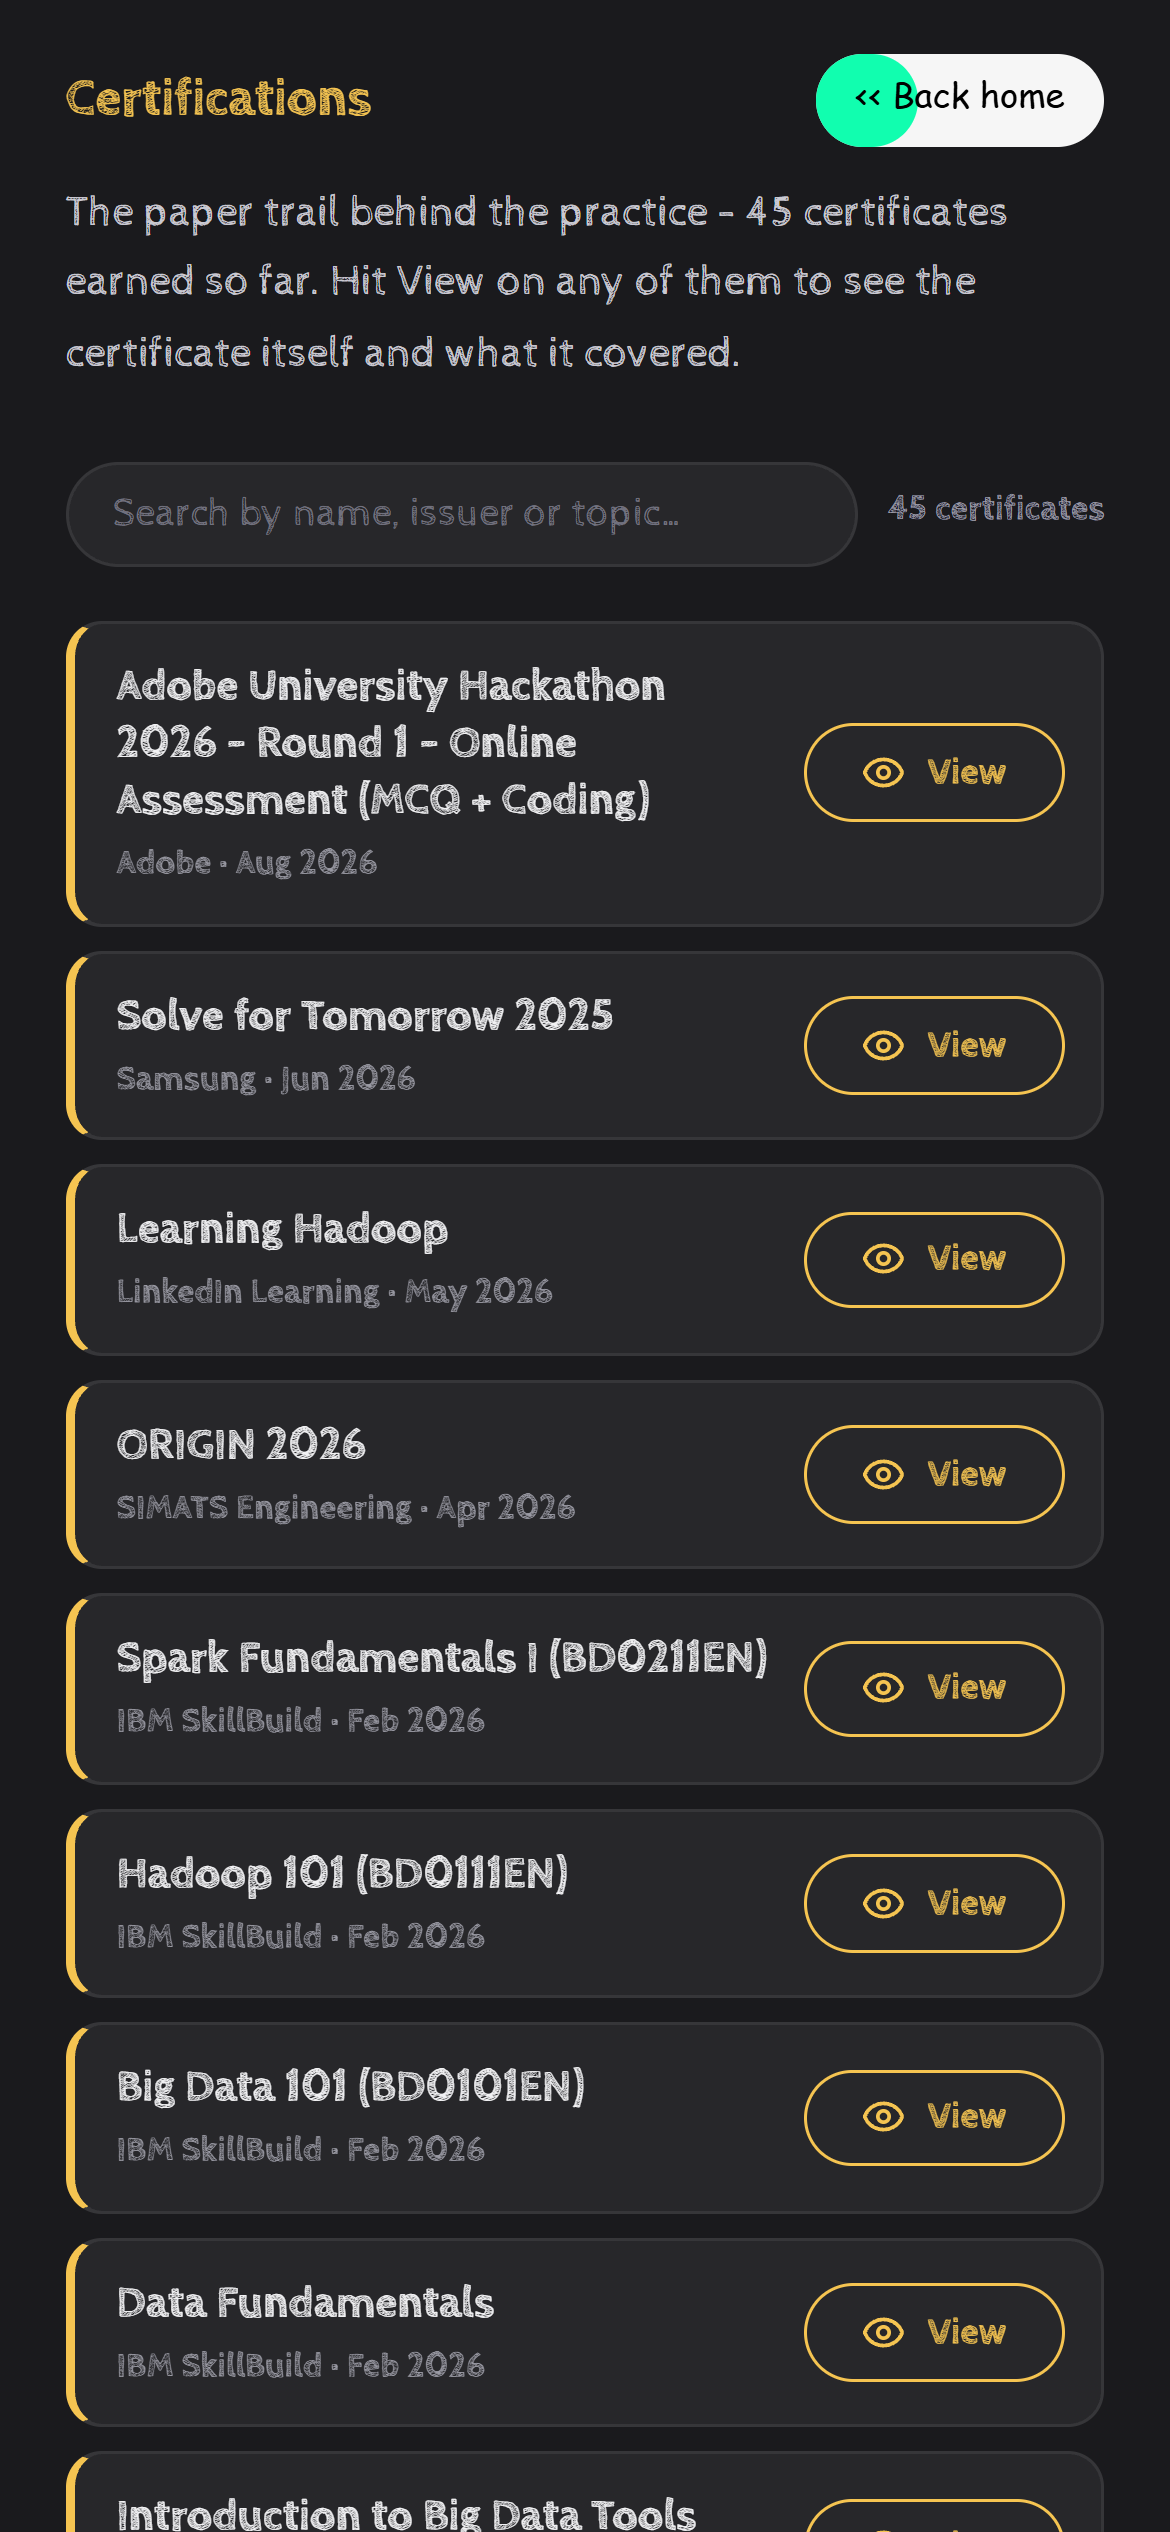 Certifications
<< Back home
The paper trail behind the practice - 45 certificates
earned so far. Hit View on any of them to see the
certificate itself and what it covered.
Search by name, issuer or topic...
45 certificates
Adobe University Hackathon
2026 - Round 1 - Online
Assessment (MCQ + Coding)
Adobe · Aug 2026
View
Solve for Tomorrow 2025
Samsung · Jun 2026
View
Learning Hadoop
LinkedIn Learning · May 2026
View
ORIGIN 2026
SIMATS Engineering · Apr 2026
View
Spark Fundamentals I (BD0211EN)
IBM SkillBuild · Feb 2026
View
Hadoop 101 (BD0111EN)
IBM SkillBuild · Feb 2026
View
Big Data 101 (BD0101EN)
IBM SkillBuild · Feb 2026
View
Data Fundamentals
IBM SkillBuild · Feb 2026
View
Introduction to Big Data Tools